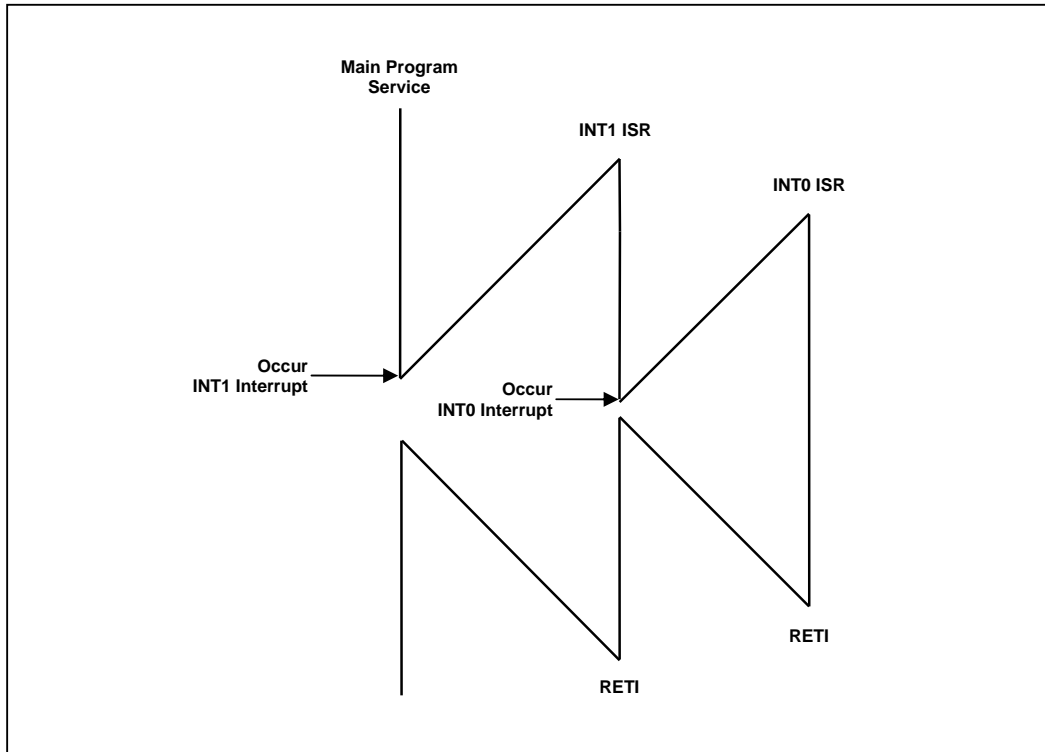 Main Program
Service
INT1 ISR
INT0 ISR
Occur
INT1 Interrupt
Occur
INT0 Interrupt
RETI
RETI